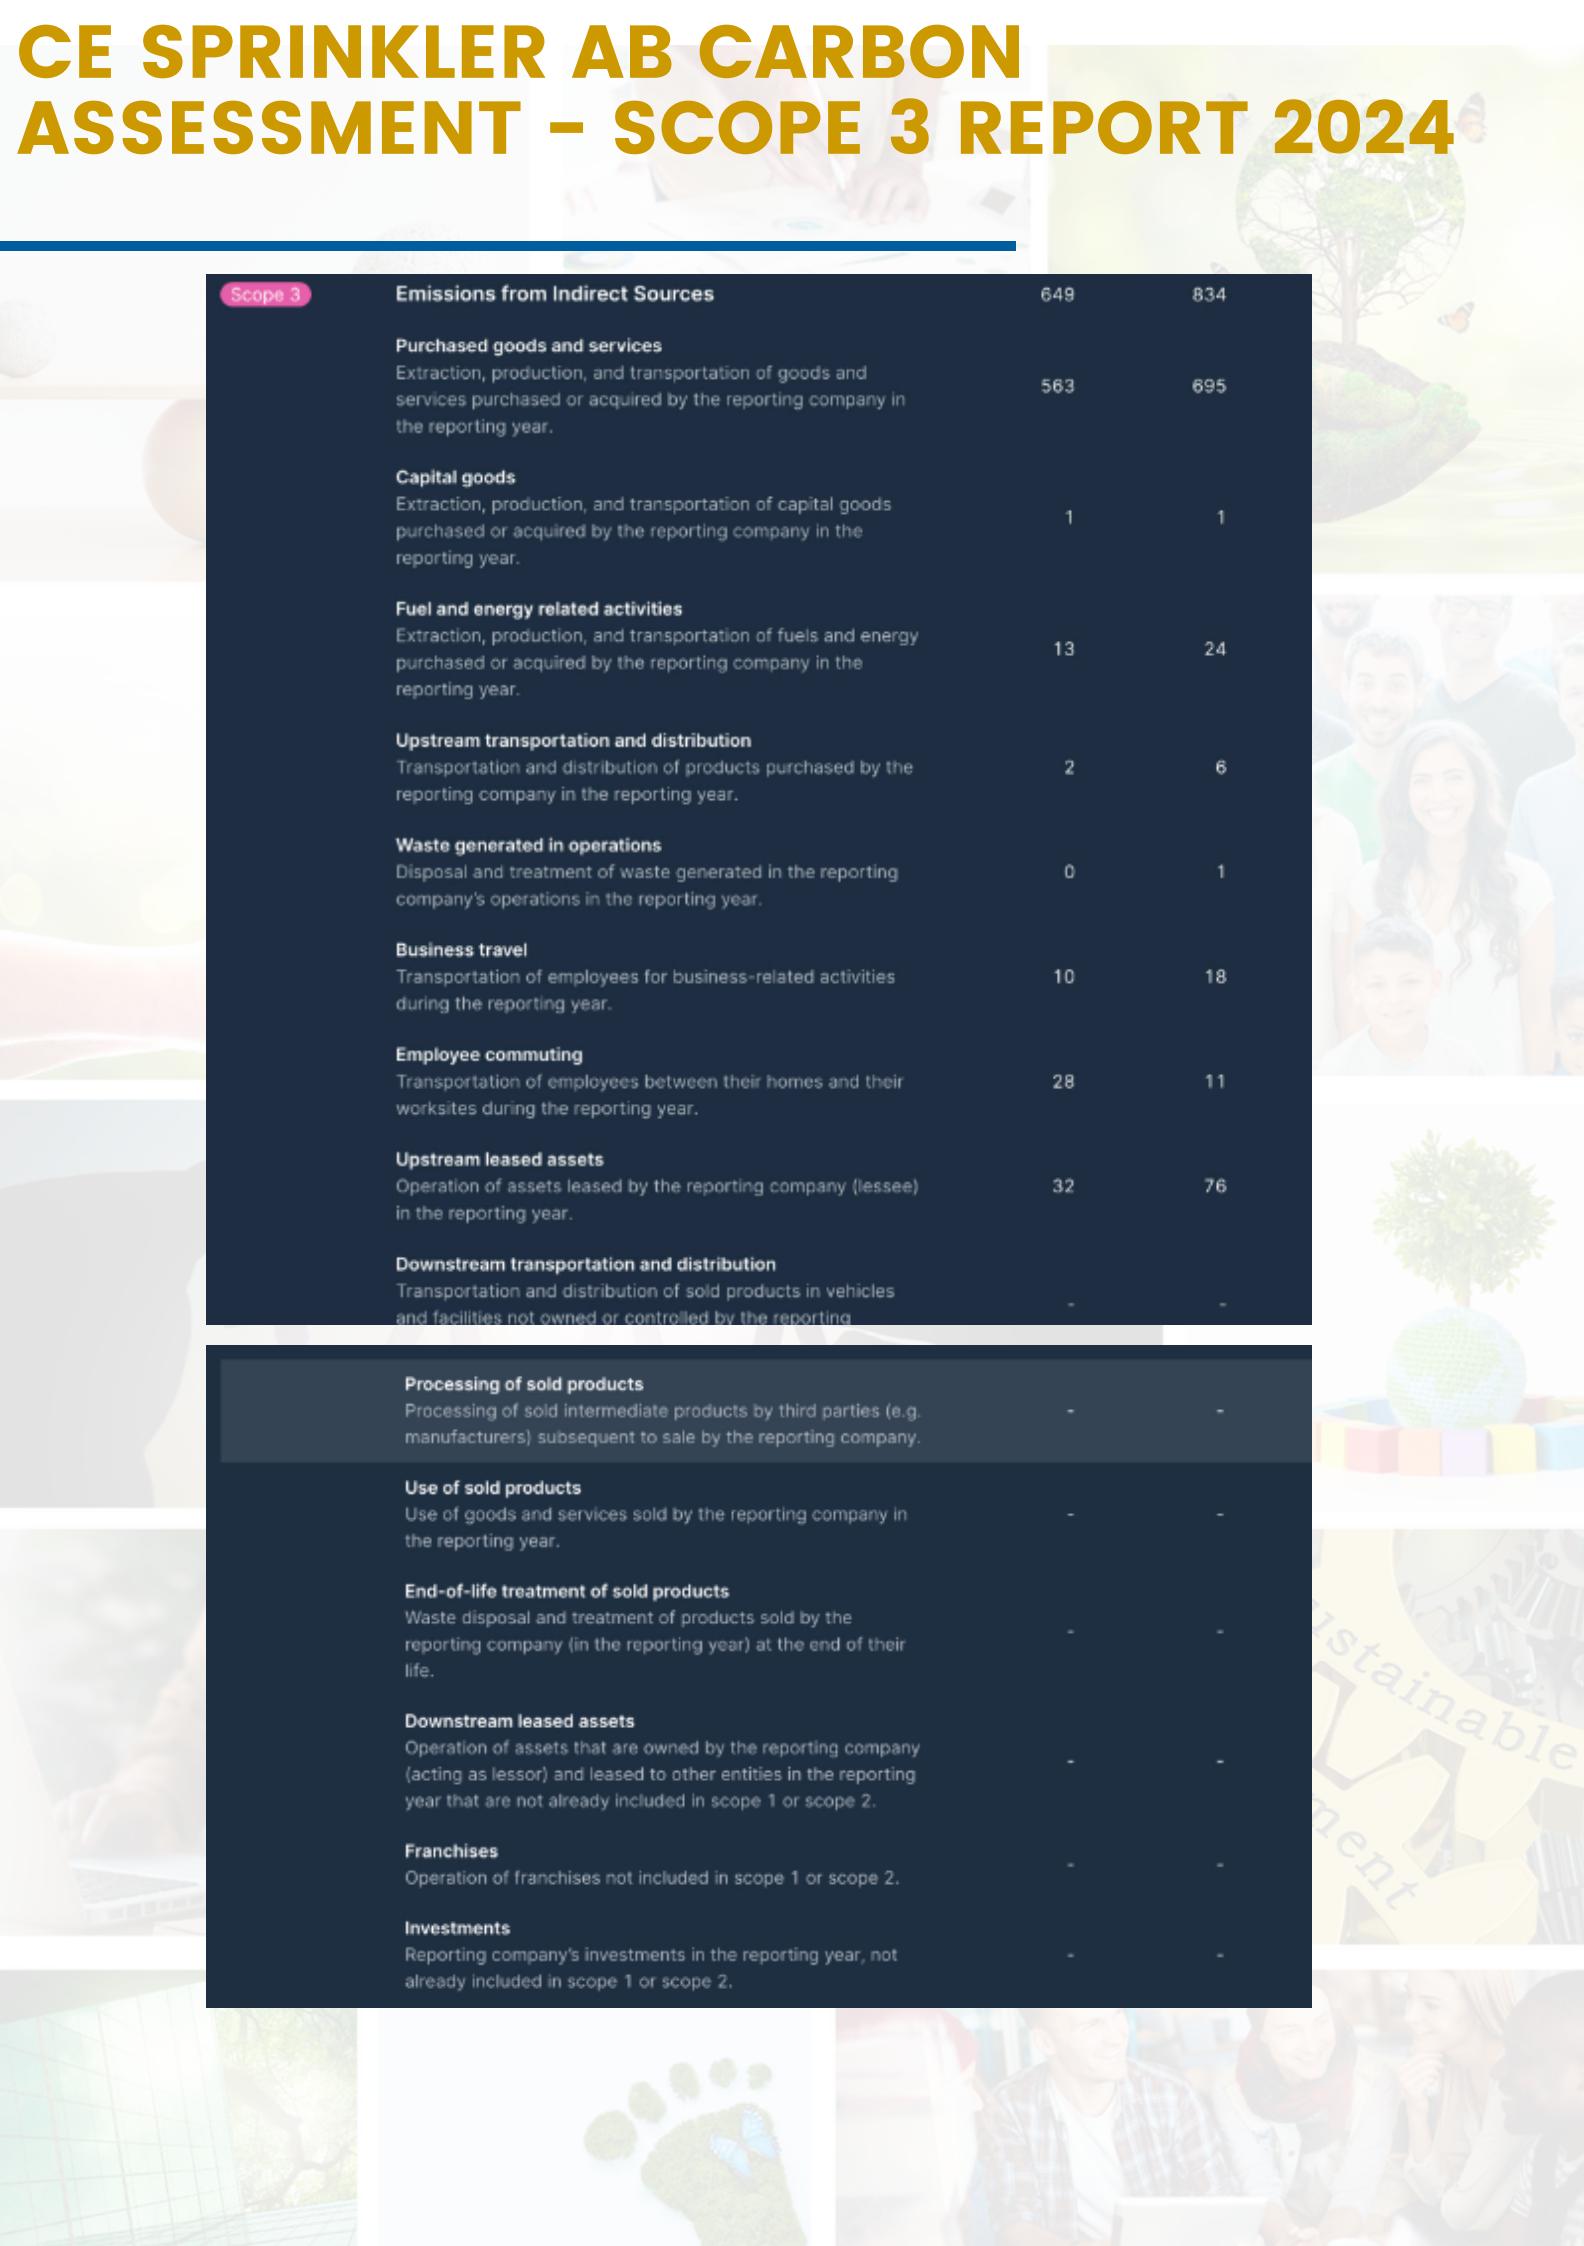 CE SPRINKLER AB CARBON
ASSESSMENT - SCOPE 3 REPORT 2024
Scope 3 Emissions from Indirect Sources 649 834
Purchased goods and services
Extraction, production, and transportation of goods and
services purchased or acquired by the reporting company in
the reporting year.
563 695
Capital goods
Extraction, production, and transportation of capital goods
purchased or acquired by the reporting company in the
reporting year.
1 1
Fuel and energy related activities
Extraction, production, and transportation of fuels and energy
purchased or acquired by the reporting company in the
reporting year.
13 24
Upstream transportation and distribution
Transportation and distribution of products purchased by the
reporting company in the reporting year.
2 6
Waste generated in operations
Disposal and treatment of waste generated in the reporting
company's operations in the reporting year.
0 1
Business travel
Transportation of employees for business-related activities
during the reporting year.
10 18
Employee commuting
Transportation of employees between their homes and their
worksites during the reporting year.
28 11
Upstream leased assets
Operation of assets leased by the reporting company (lessee)
in the reporting year.
32 76
Downstream transportation and distribution
Transportation and distribution of sold products in vehicles
and facilities not owned or controlled by the reporting
- -
Processing of sold products
Processing of sold intermediate products by third parties (e.g.
manufacturers) subsequent to sale by the reporting company.
- -
Use of sold products
Use of goods and services sold by the reporting company in
the reporting year.
- -
End-of-life treatment of sold products
Waste disposal and treatment of products sold by the
reporting company (in the reporting year) at the end of their
life.
- -
Downstream leased assets
Operation of assets that are owned by the reporting company
(acting as lessor) and leased to other entities in the reporting
year that are not already included in scope 1 or scope 2.
- -
Franchises
Operation of franchises not included in scope 1 or scope 2.
- -
Investments
Reporting company's investments in the reporting year, not
already included in scope 1 or scope 2.
- -